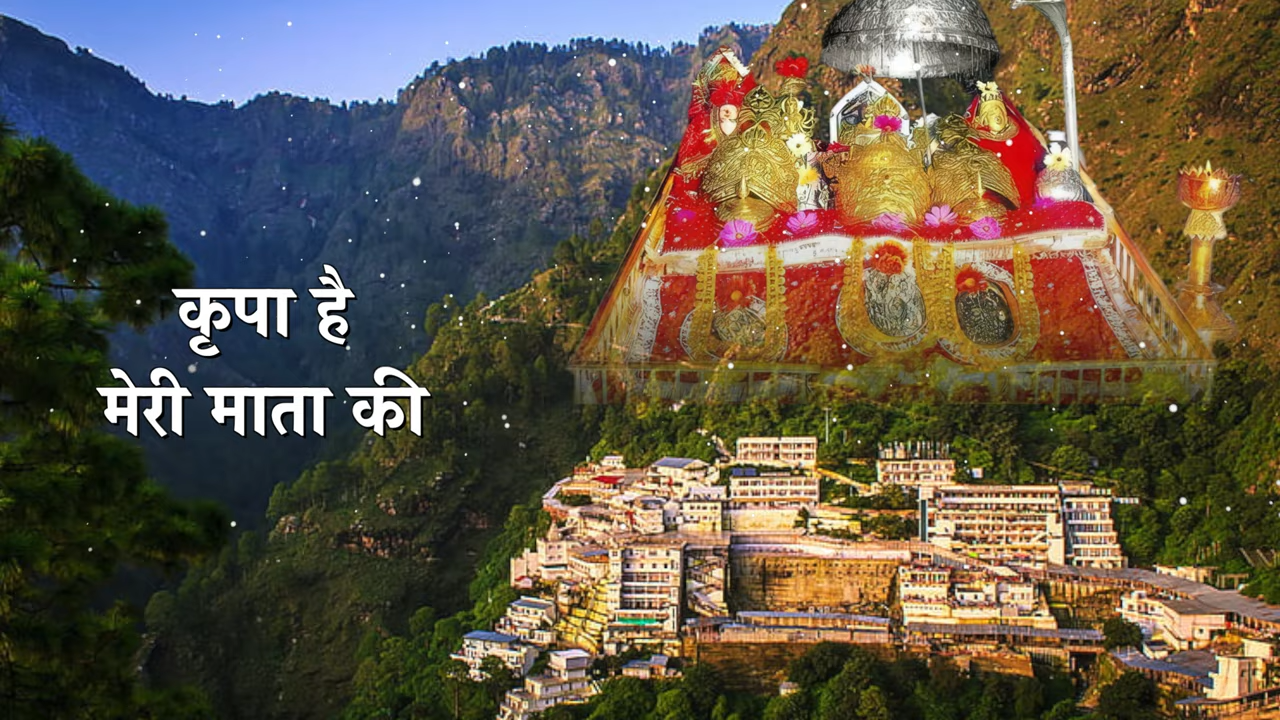 कृपा है
मेरी माता की